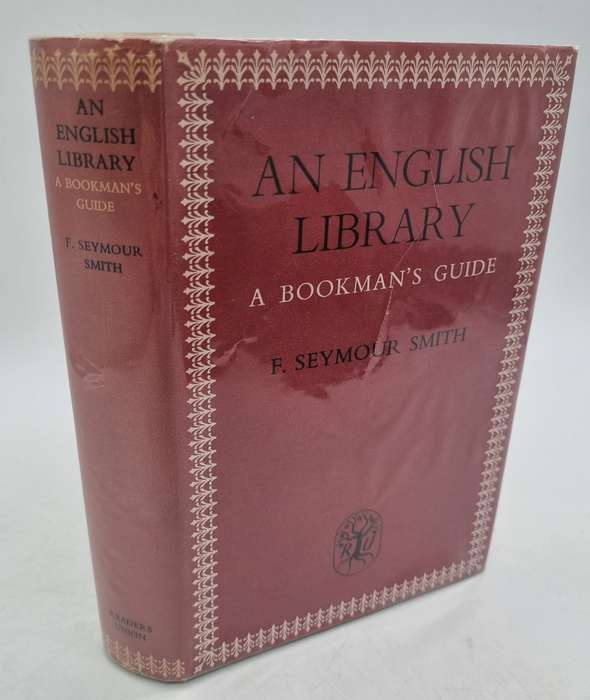 AN
ENGLISH
LIBRARY
A BOOKMAN'S
GUIDE
F. SEYMOUR
SMITH
READERS
UNION
AN ENGLISH
LIBRARY
A BOOKMAN'S GUIDE
F. SEYMOUR SMITH
R U